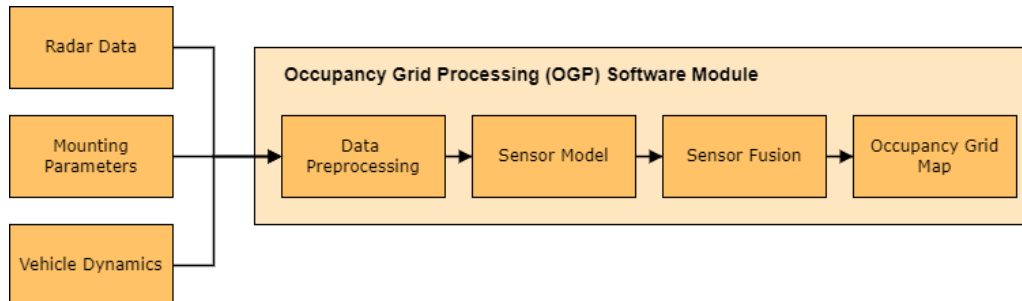 Radar Data
Occupancy Grid Processing (OGP) Software Module
Mounting
Parameters
Data
Preprocessing
Sensor Model
Sensor Fusion
Occupancy Grid
Map
Vehicle Dynamics